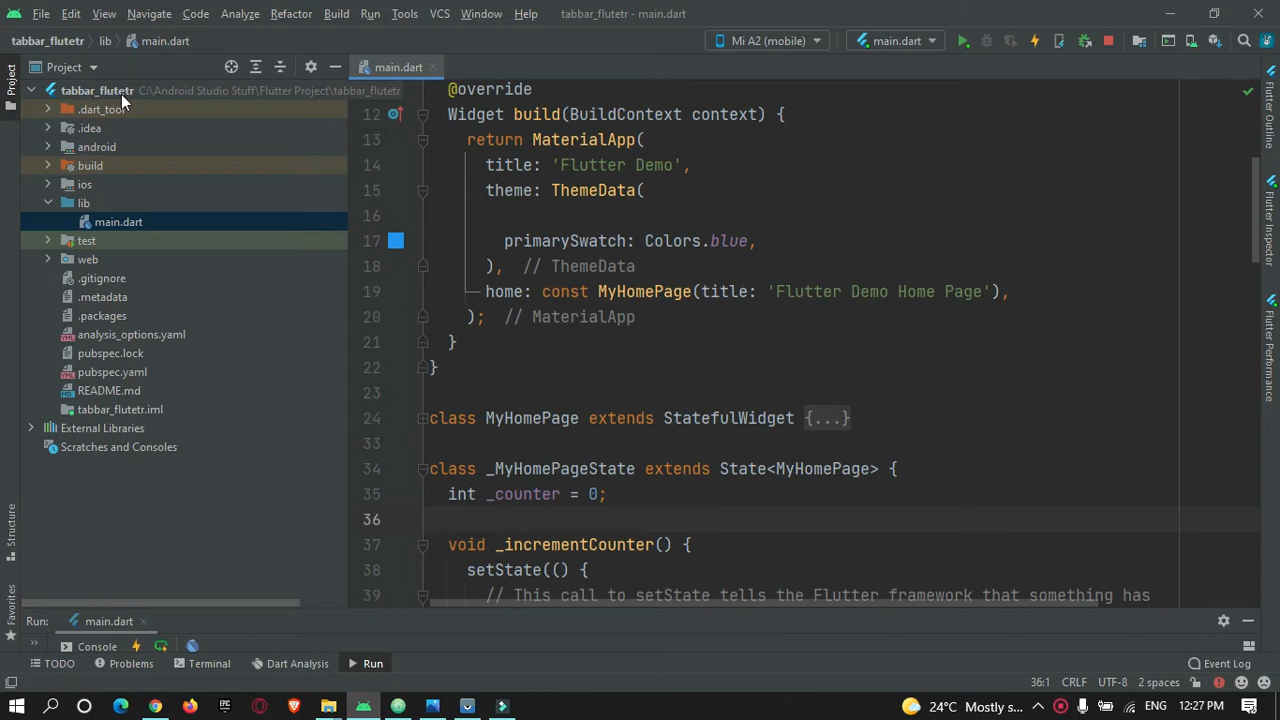 File Edit View Navigate Code Analyze Refactor Build Run Tools VCS Window Help tabbar_flutetr - main.dart
tabbar_flutetr lib main.dart Mi A2 (mobile) main.dart
Project main.dart
Project
tabbar_flutetr C:\Android Studio Stuff\Flutter Project\tabbar_flutetr
.dart_tool
.idea
android
build
ios
lib
main.dart
test
web
.gitignore
.metadata
.packages
analysis_options.yaml
pubspec.lock
pubspec.yaml
README.md
tabbar_flutetr.iml
External Libraries
Scratches and Consoles
Structure
Favorites
@override
12 Widget build(BuildContext context) {
13 return MaterialApp(
14 title: 'Flutter Demo',
15 theme: ThemeData(
16
17 primarySwatch: Colors.blue,
18 ), // ThemeData
19 home: const MyHomePage(title: 'Flutter Demo Home Page'),
20 ); // MaterialApp
21 }
22 }
23
24 class MyHomePage extends StatefulWidget {...}
33
34 class _MyHomePageState extends State<MyHomePage> {
35 int _counter = 0;
36
37 void _incrementCounter() {
38 setState(() {
39 // This call to setState tells the Flutter framework that something has
Flutter Outline
Flutter Inspector
Flutter Performance
Run: main.dart
Console
TODO Problems Terminal Dart Analysis Run Event Log
36:1 CRLF UTF-8 2 spaces
24°C Mostly s... ENG 12:27 PM